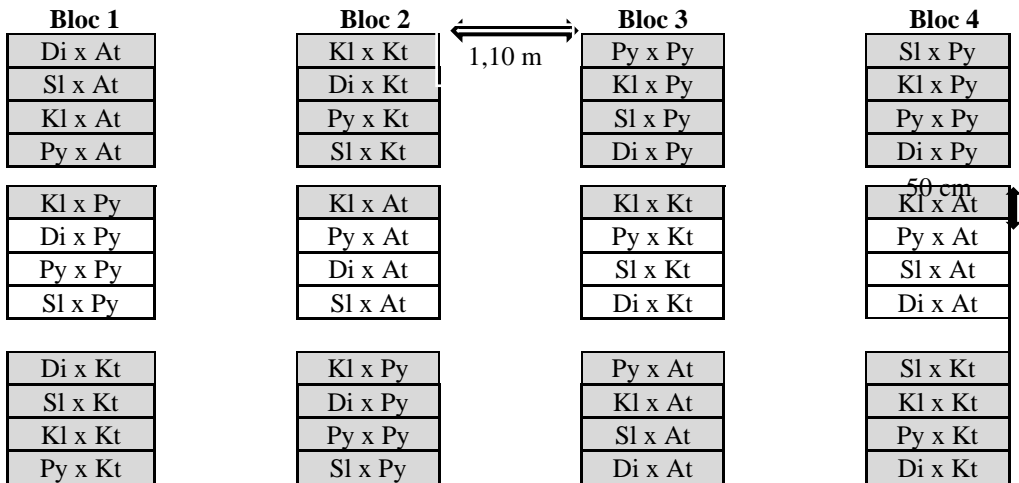 Bloc 1 Bloc 2 Bloc 3 Bloc 4
1,10 m
Di x At Kl x Kt Py x Py Sl x Py
Sl x At Di x Kt Kl x Py Kl x Py
Kl x At Py x Kt Sl x Py Py x Py
Py x At Sl x Kt Di x Py Di x Py
50 cm
Kl x Py Kl x At Kl x Kt Kl x At
Di x Py Py x At Py x Kt Py x At
Py x Py Di x At Sl x Kt Sl x At
Sl x Py Sl x At Di x Kt Di x At
Di x Kt Kl x Py Py x At Sl x Kt
Sl x Kt Di x Py Kl x At Kl x Kt
Kl x Kt Py x Py Sl x At Py x Kt
Py x Kt Sl x Py Di x At Di x Kt